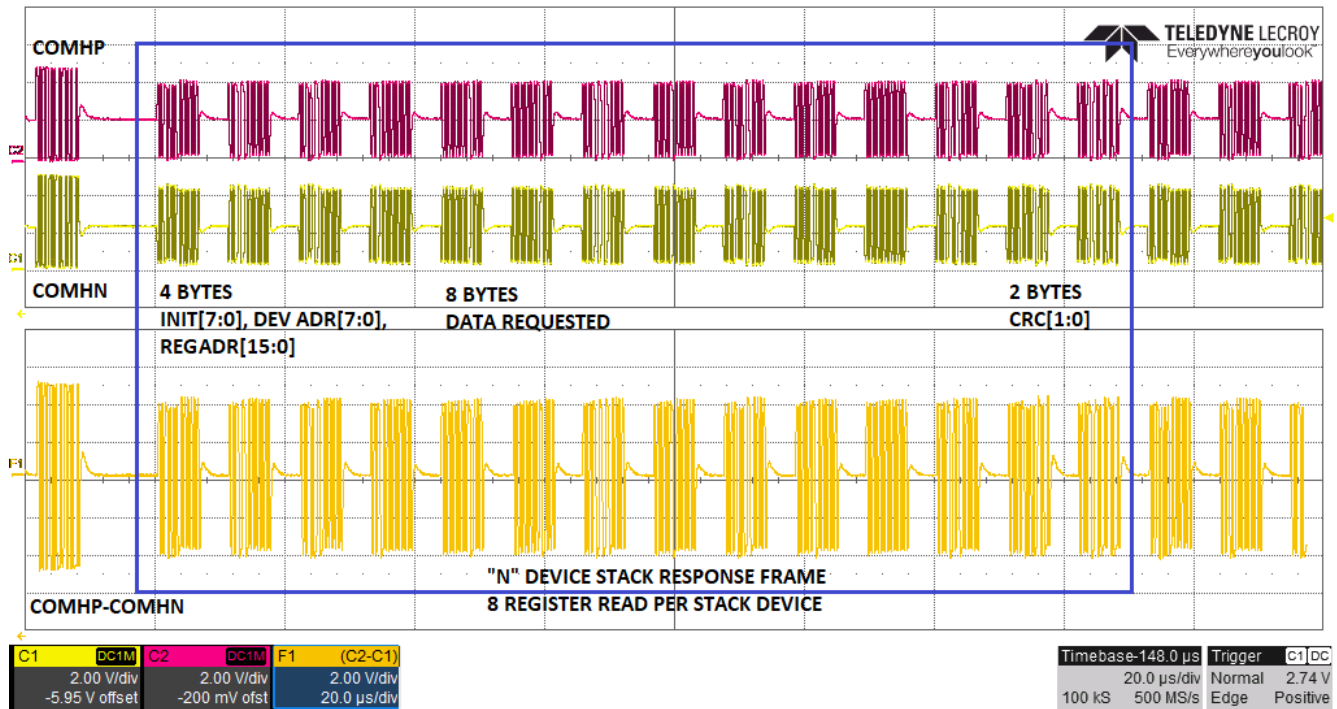 COMHP
TELEDYNE LECROY
Everywhereyoulook
C2
C1
COMHN
4 BYTES
INIT[7:0], DEV ADR[7:0],
REGADR[15:0]
8 BYTES
DATA REQUESTED
2 BYTES
CRC[1:0]
F1
"N" DEVICE STACK RESPONSE FRAME
8 REGISTER READ PER STACK DEVICE
COMHP-COMHN
C1 DC1M
2.00 V/div
-5.95 V offset
C2 DC1M
2.00 V/div
-200 mV ofst
F1 (C2-C1)
2.00 V/div
20.0 µs/div
Timebase -148.0 µs
20.0 µs/div
100 kS 500 MS/s
Trigger C1 DC
Normal 2.74 V
Edge Positive